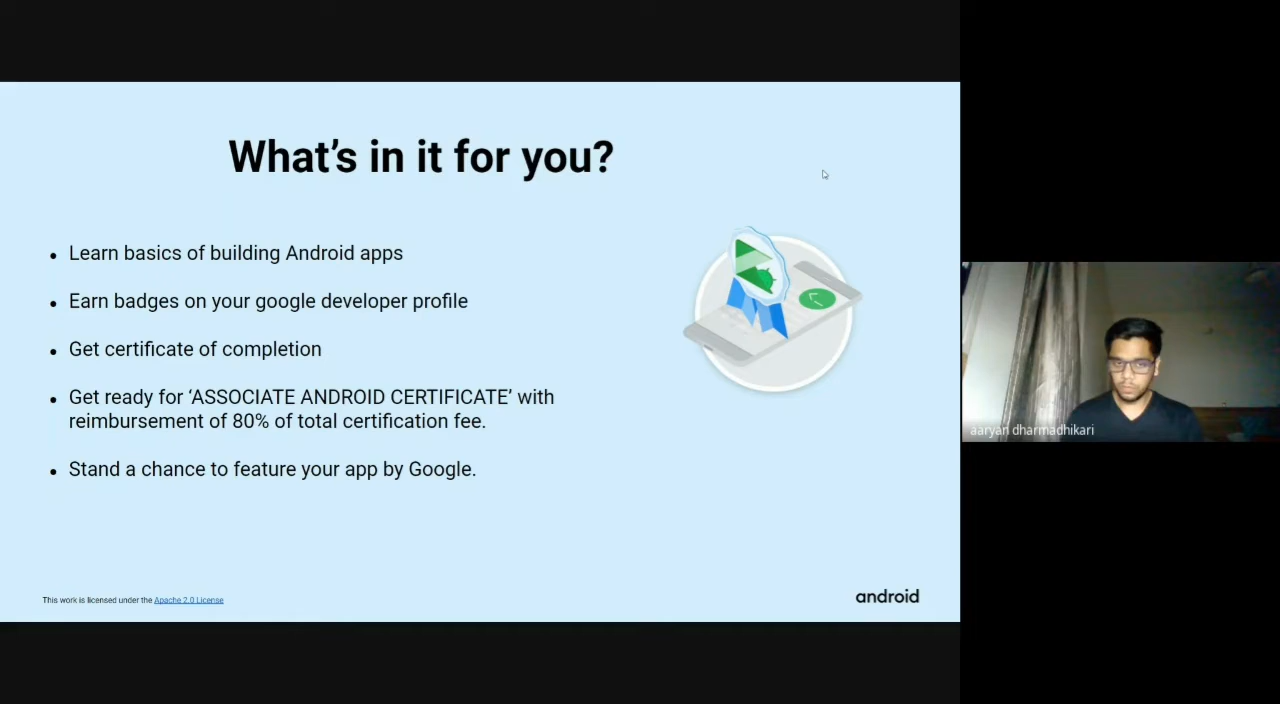 What's in it for you?
• Learn basics of building Android apps
• Earn badges on your google developer profile
• Get certificate of completion
• Get ready for ‘ASSOCIATE ANDROID CERTIFICATE’ with
reimbursement of 80% of total certification fee.
• Stand a chance to feature your app by Google.
This work is licensed under the Apache 2.0 License
android
aaryan dharmadhikari